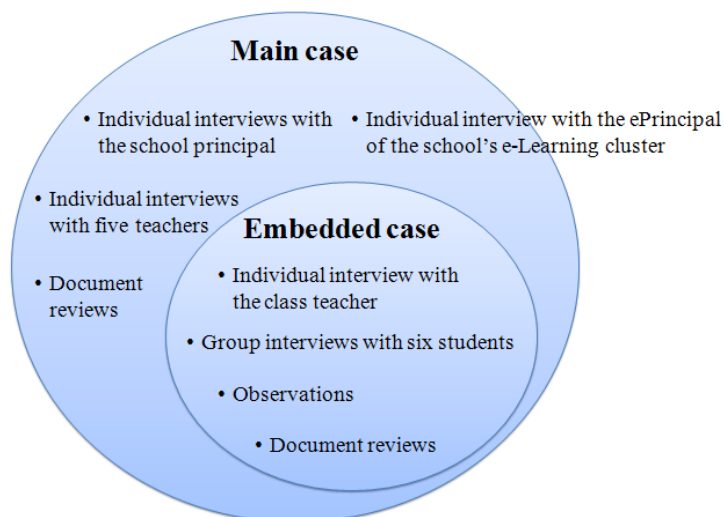 Main case
• Individual interviews with
the school principal
• Individual interview with the ePrincipal
of the school’s e-Learning cluster
• Individual interviews
with five teachers
• Document
reviews
Embedded case
• Individual interview with
the class teacher
• Group interviews with six students
• Observations
• Document reviews